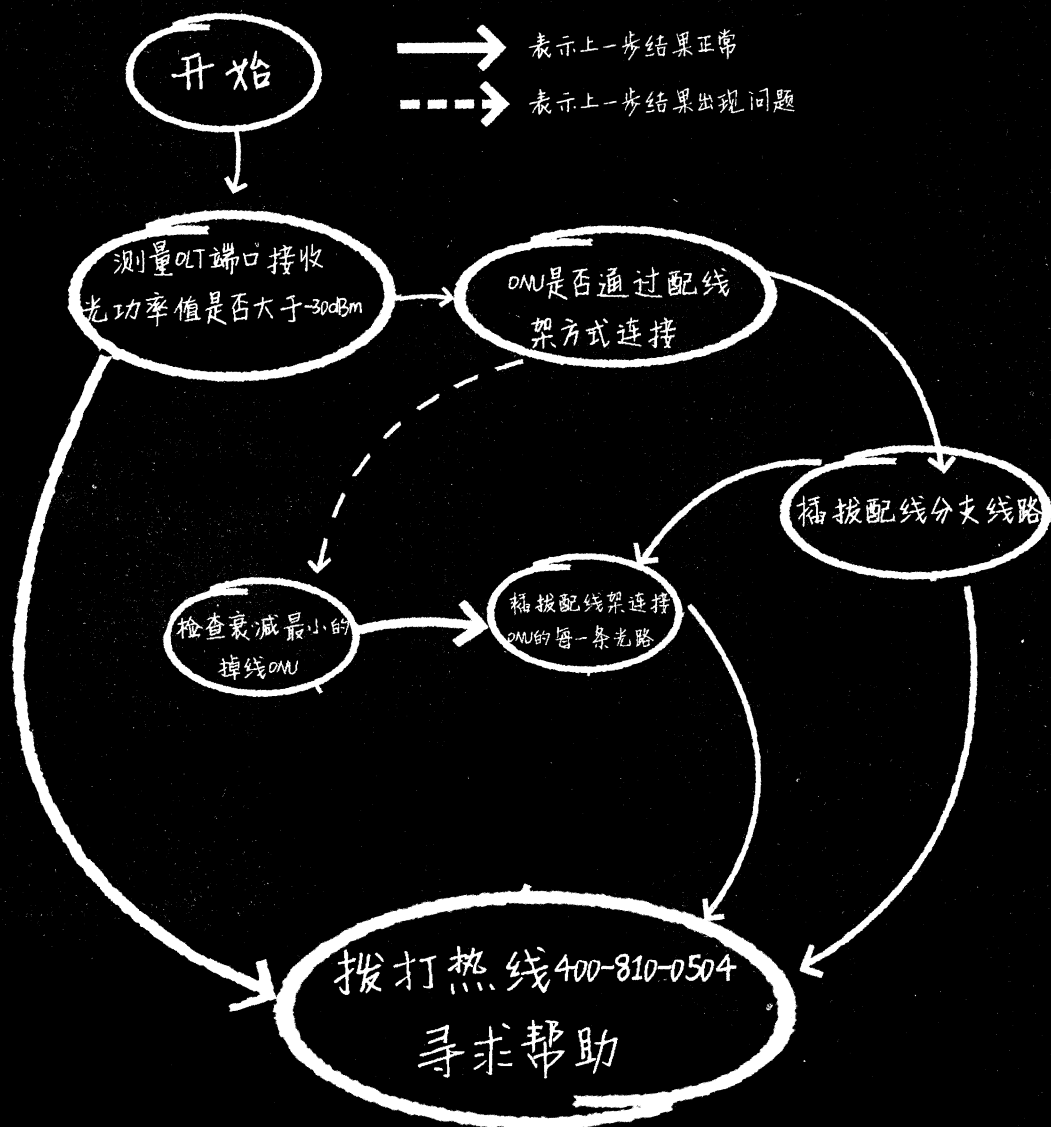 开始
表示上一步结果正常
表示上一步结果出现问题
测量OLT端口接收
光功率值是否大于-30dBm
ONU是否通过配线
架方式连接
插拔配线分支线路
检查衰减最小的
掉线ONU
插拔配线架连接
ONU的每一条光路
拨打热线400-810-0504
寻求帮助